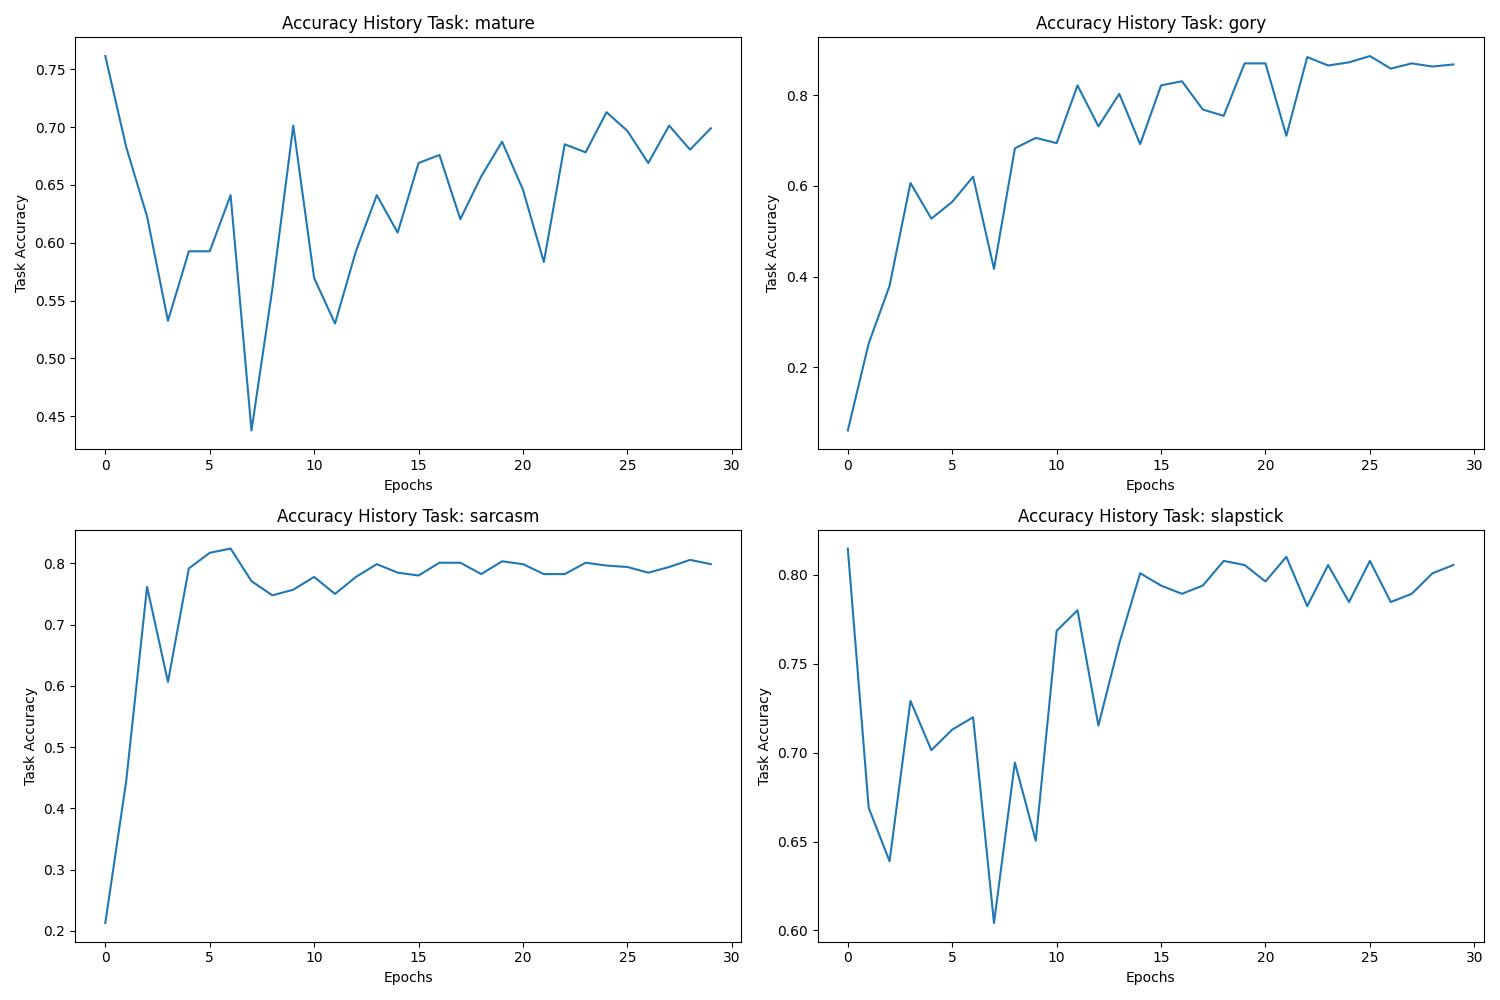 Accuracy History Task: mature
0.75
0.70
0.65
0.60
0.55
0.50
0.45
Task Accuracy
0 5 10 15 20 25 30
Epochs
Accuracy History Task: gory
0.8
0.6
0.4
0.2
Task Accuracy
0 5 10 15 20 25 30
Epochs
Accuracy History Task: sarcasm
0.8
0.7
0.6
0.5
0.4
0.3
0.2
Task Accuracy
0 5 10 15 20 25 30
Epochs
Accuracy History Task: slapstick
0.80
0.75
0.70
0.65
0.60
Task Accuracy
0 5 10 15 20 25 30
Epochs